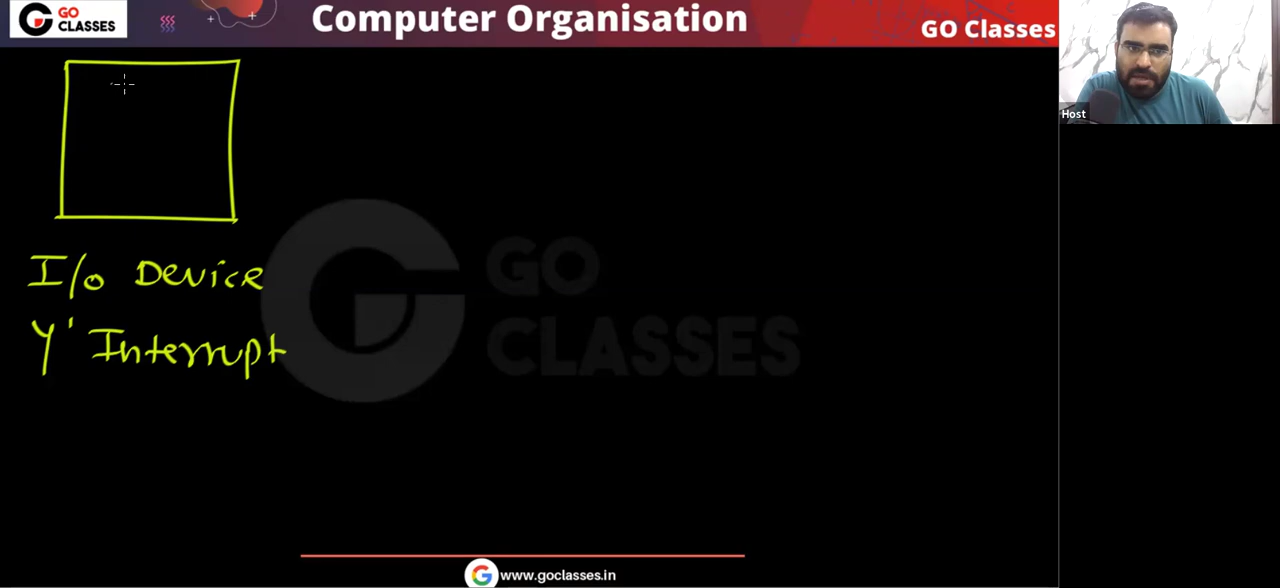 GO CLASSES
Computer Organisation
GO Classes
Host
I/o Device
Y' Interrupt
GO
CLASSES
www.goclasses.in